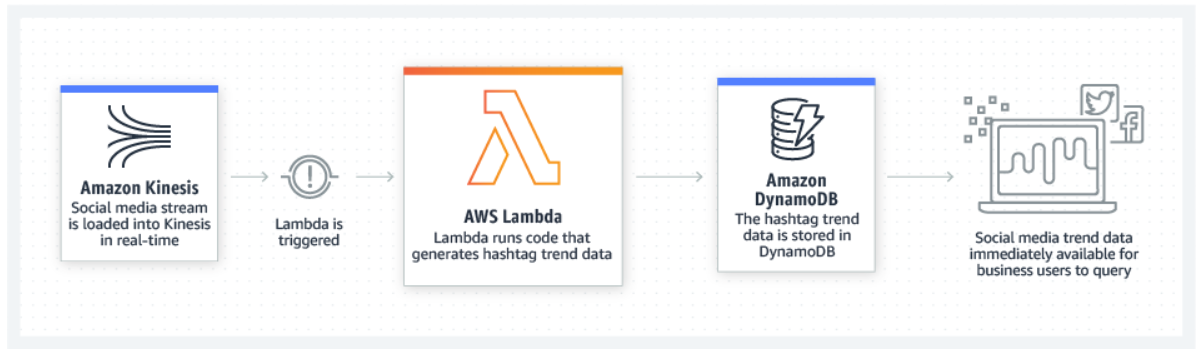 Amazon Kinesis
Social media stream
is loaded into Kinesis
in real-time
Lambda is
triggered
AWS Lambda
Lambda runs code that
generates hashtag trend data
Amazon
DynamoDB
The hashtag trend
data is stored in
DynamoDB
Social media trend data
immediately available for
business users to query